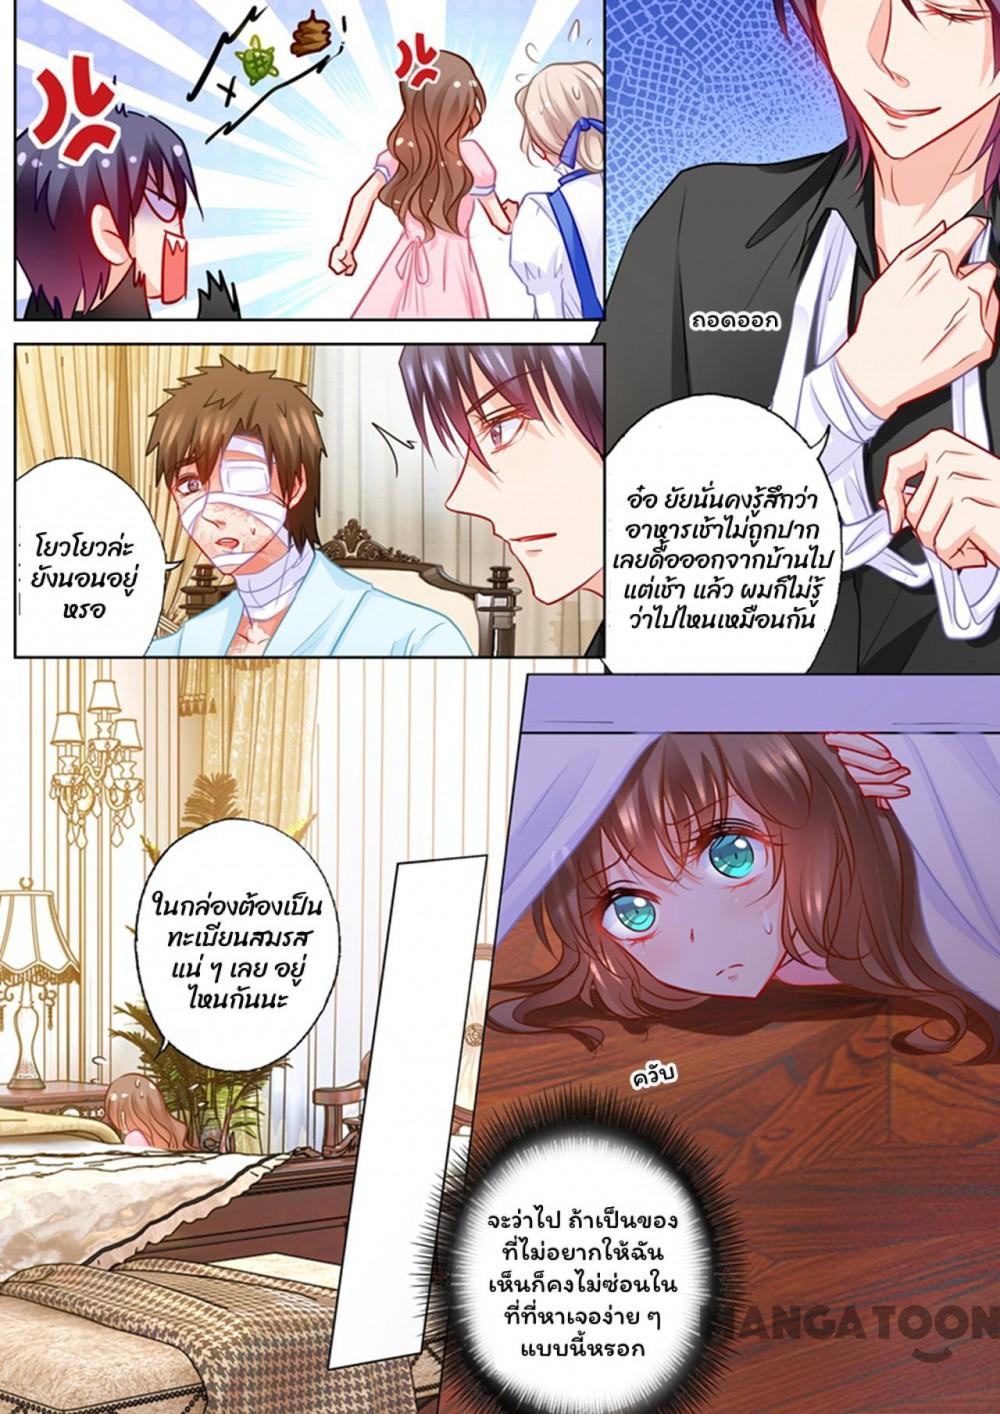 ถอดออก
อ๋อ ยัยนั่นคงรู้สึกว่า
อาหารเช้าไม่ถูกปาก
เลยดื้อออกจากบ้านไป
แต่เช้า แล้ว ผมก็ไม่รู้
ว่าไปไหนเหมือนกัน
โยวโยวล่ะ
ยังนอนอยู่
หรอ
ในกล่องต้องเป็น
ทะเบียนสมรส
แน่ ๆ เลย อยู่
ไหนกันนะ
ควับ
จะว่าไป ถ้าเป็นของ
ที่ไม่อยากให้ฉัน
เห็นก็คงไม่ซ่อนใน
ที่ที่หาเจอง่าย ๆ
แบบนี้หรอก
MANGATOON